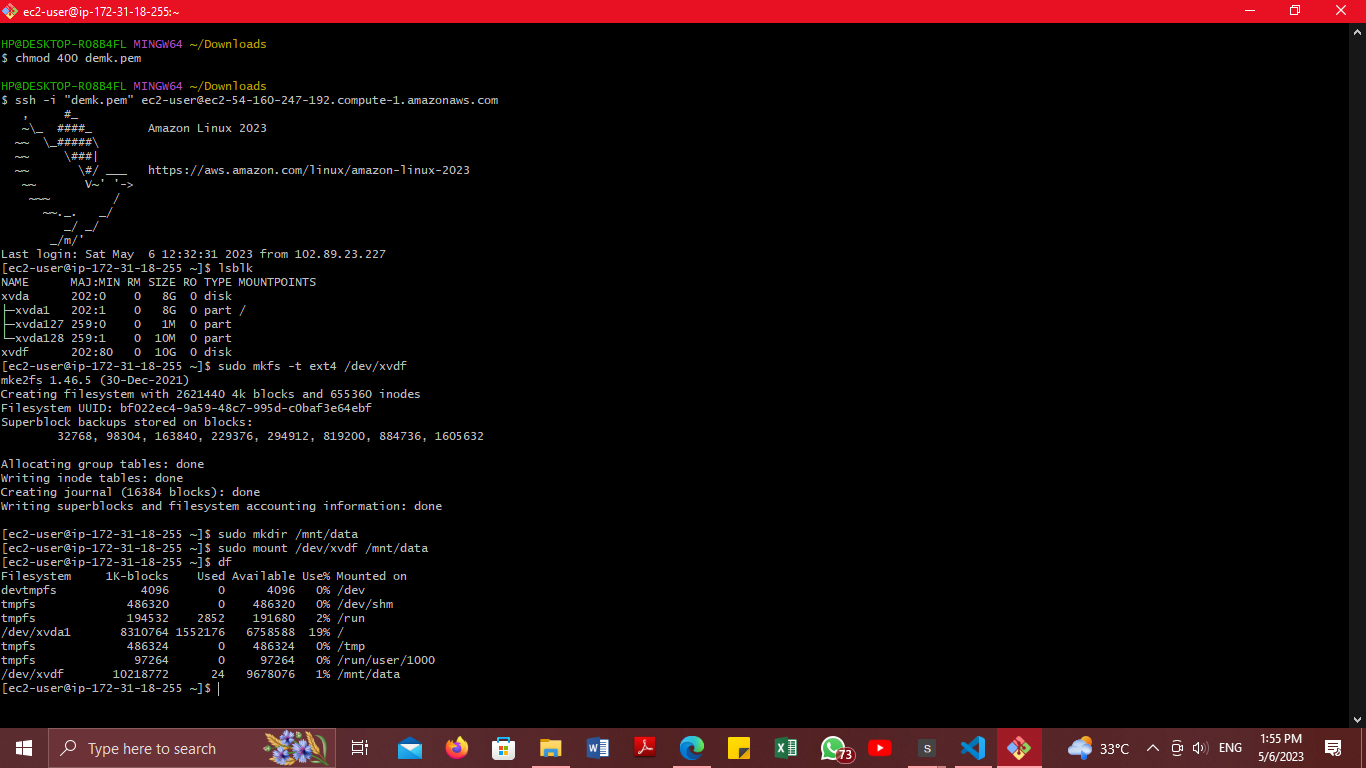 ec2-user@ip-172-31-18-255:~
HP@DESKTOP-RO8B4FL MINGW64 ~/Downloads
$ chmod 400 demk.pem
HP@DESKTOP-RO8B4FL MINGW64 ~/Downloads
$ ssh -i "demk.pem" ec2-user@ec2-54-160-247-192.compute-1.amazonaws.com
   ,     #_
   ~\_  ####_        Amazon Linux 2023
  ~~  \_#####\
  ~~     \###|
  ~~       \#/ ___   https://aws.amazon.com/linux/amazon-linux-2023
   ~~       V~' '->
    ~~~         /
      ~~._.   _/
         _/ _/
       _/m/'
Last login: Sat May  6 12:32:31 2023 from 102.89.23.227
[ec2-user@ip-172-31-18-255 ~]$ lsblk
NAME      MAJ:MIN RM SIZE RO TYPE MOUNTPOINTS
xvda      202:0    0   8G  0 disk
├─xvda1   202:1    0   8G  0 part /
├─xvda127 259:0    0   1M  0 part
└─xvda128 259:1    0  10M  0 part
xvdf      202:80   0  10G  0 disk
[ec2-user@ip-172-31-18-255 ~]$ sudo mkfs -t ext4 /dev/xvdf
mke2fs 1.46.5 (30-Dec-2021)
Creating filesystem with 2621440 4k blocks and 655360 inodes
Filesystem UUID: bf022ec4-9a59-48c7-995d-c0baf3e64ebf
Superblock backups stored on blocks:
        32768, 98304, 163840, 229376, 294912, 819200, 884736, 1605632
Allocating group tables: done
Writing inode tables: done
Creating journal (16384 blocks): done
Writing superblocks and filesystem accounting information: done
[ec2-user@ip-172-31-18-255 ~]$ sudo mkdir /mnt/data
[ec2-user@ip-172-31-18-255 ~]$ sudo mount /dev/xvdf /mnt/data
[ec2-user@ip-172-31-18-255 ~]$ df
Filesystem     1K-blocks    Used Available Use% Mounted on
devtmpfs            4096       0      4096   0% /dev
tmpfs             486320       0    486320   0% /dev/shm
tmpfs             194532    2852    191680   2% /run
/dev/xvda1       8310764 1552176   6758588  19% /
tmpfs             486324       0    486324   0% /tmp
tmpfs              97264       0     97264   0% /run/user/1000
/dev/xvdf       10218772      24   9678076   1% /mnt/data
[ec2-user@ip-172-31-18-255 ~]$
Type here to search
73
S
33°C
ENG
1:55 PM
5/6/2023